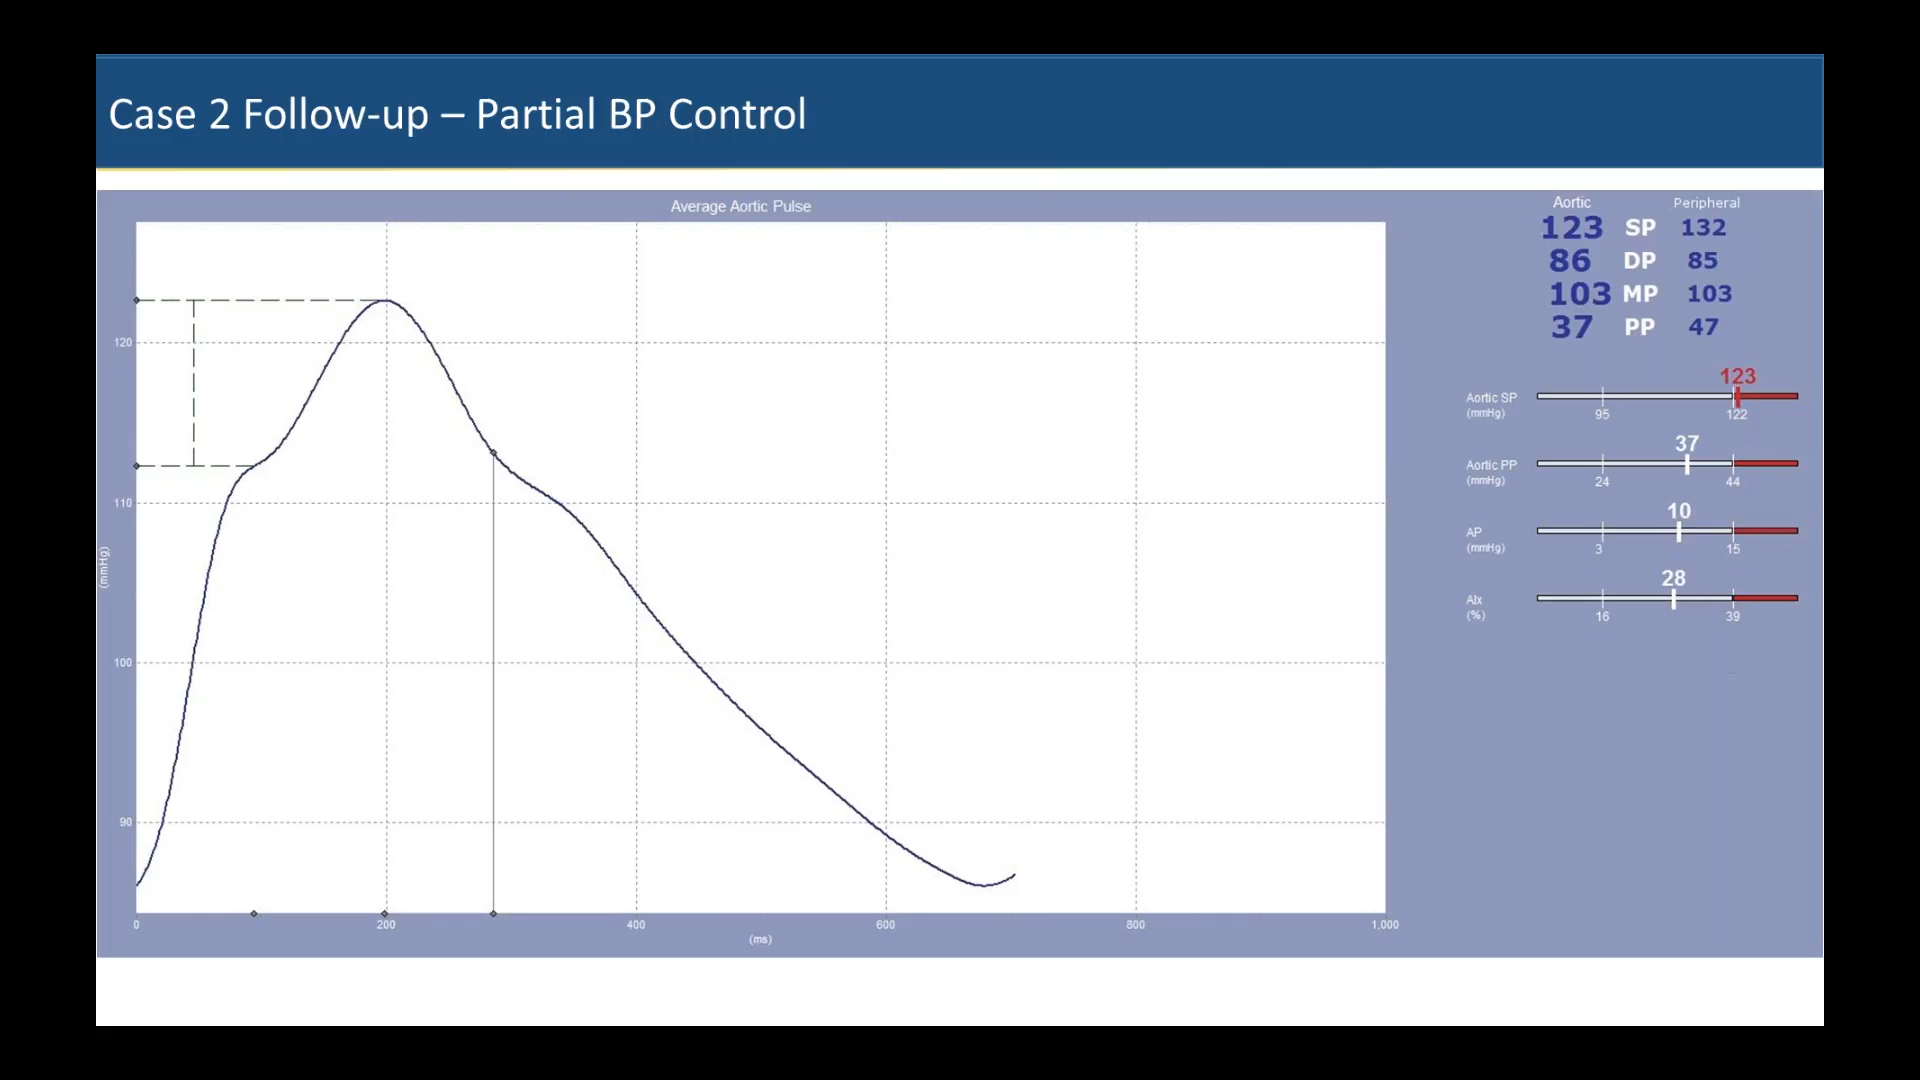 Case 2 Follow-up – Partial BP Control
Average Aortic Pulse
Aortic Peripheral
123 SP 132
86 DP 85
103 MP 103
37 PP 47
120
110
100
90
(mmHg)
0 200 400 600 800 1,000
(ms)
123
Aortic SP
(mmHg)
95 122
37
Aortic PP
(mmHg)
24 44
10
AP
(mmHg)
3 15
28
AIx
(%)
16 39